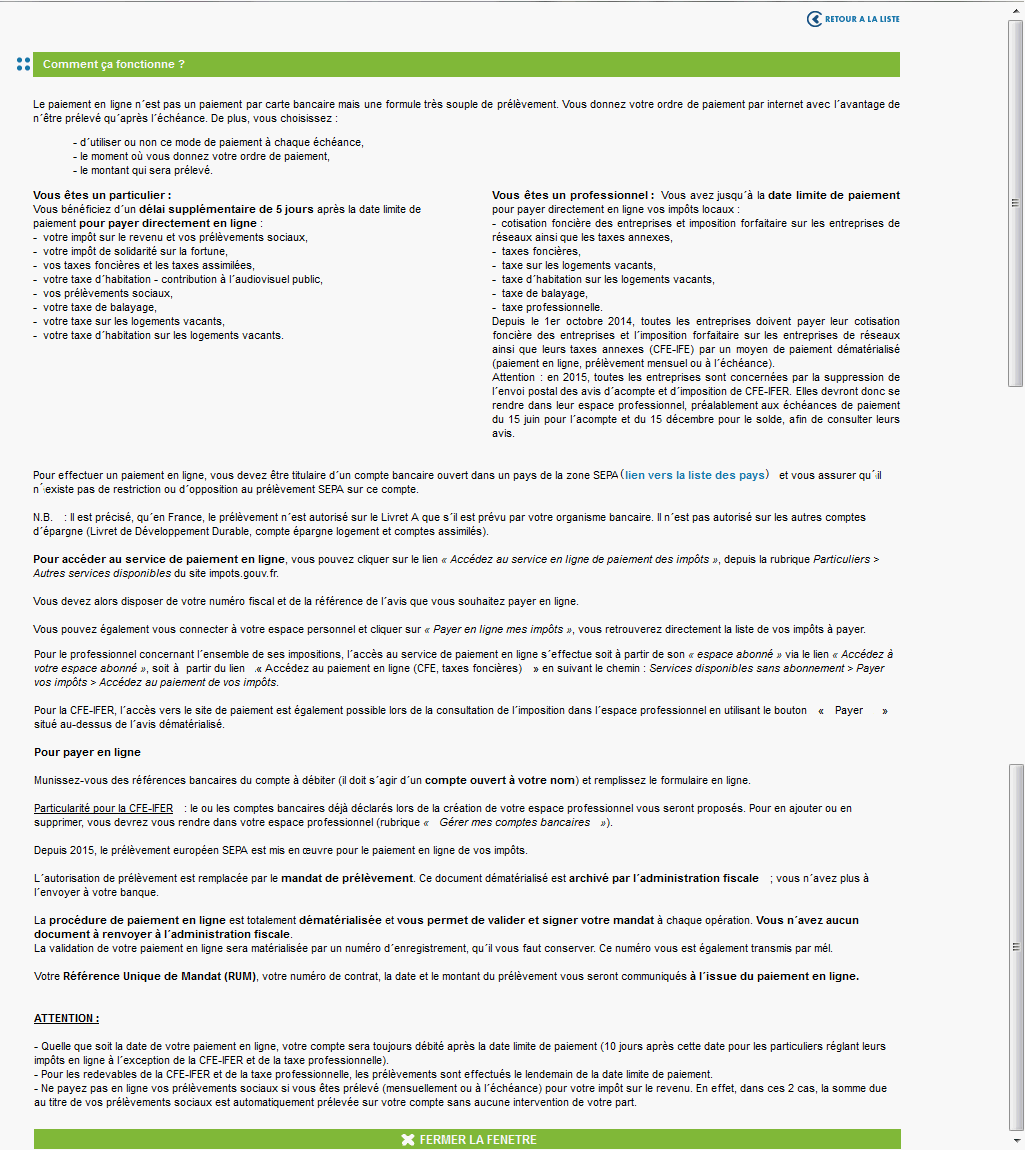 RETOUR A LA LISTE
Comment ça fonctionne ?
Le paiement en ligne n´est pas un paiement par carte bancaire mais une formule très souple de prélèvement. Vous donnez votre ordre de paiement par internet avec l´avantage de
n´être prélevé qu´après l´échéance. De plus, vous choisissez :
- d´utiliser ou non ce mode de paiement à chaque échéance,
- le moment où vous donnez votre ordre de paiement,
- le montant qui sera prélevé.
Vous êtes un particulier :
Vous bénéficiez d´un délai supplémentaire de 5 jours après la date limite de
paiement pour payer directement en ligne :
- votre impôt sur le revenu et vos prélèvements sociaux,
- votre impôt de solidarité sur la fortune,
- vos taxes foncières et les taxes assimilées,
- votre taxe d´habitation - contribution à l´audiovisuel public,
- vos prélèvements sociaux,
- votre taxe de balayage,
- votre taxe sur les logements vacants,
- votre taxe d´habitation sur les logements vacants.
Vous êtes un professionnel : Vous avez jusqu´à la date limite de paiement
pour payer directement en ligne vos impôts locaux :
- cotisation foncière des entreprises et imposition forfaitaire sur les entreprises de
réseaux ainsi que les taxes annexes,
- taxes foncières,
- taxe sur les logements vacants,
- taxe d´habitation sur les logements vacants,
- taxe de balayage,
- taxe professionnelle.
Depuis le 1er octobre 2014, toutes les entreprises doivent payer leur cotisation
foncière des entreprises et l´imposition forfaitaire sur les entreprises de réseaux
ainsi que leurs taxes annexes (CFE-IFE) par un moyen de paiement dématérialisé
(paiement en ligne, prélèvement mensuel ou à l´échéance).
Attention : en 2015, toutes les entreprises sont concernées par la suppression de
l´envoi postal des avis d´acompte et d´imposition de CFE-IFER. Elles devront donc se
rendre dans leur espace professionnel, préalablement aux échéances de paiement
du 15 juin pour l´acompte et du 15 décembre pour le solde, afin de consulter leurs
avis.
Pour effectuer un paiement en ligne, vous devez être titulaire d´un compte bancaire ouvert dans un pays de la zone SEPA (lien vers la liste des pays) et vous assurer qu´il
n´existe pas de restriction ou d´opposition au prélèvement SEPA sur ce compte.
N.B. : Il est précisé, qu´en France, le prélèvement n´est autorisé sur le Livret A que s´il est prévu par votre organisme bancaire. Il n´est pas autorisé sur les autres comptes
d´épargne (Livret de Développement Durable, compte épargne logement et comptes assimilés).
Pour accéder au service de paiement en ligne, vous pouvez cliquer sur le lien « Accédez au service en ligne de paiement des impôts », depuis la rubrique Particuliers >
Autres services disponibles du site impots.gouv.fr.
Vous devez alors disposer de votre numéro fiscal et de la référence de l´avis que vous souhaitez payer en ligne.
Vous pouvez également vous connecter à votre espace personnel et cliquer sur « Payer en ligne mes impôts », vous retrouverez directement la liste de vos impôts à payer.
Pour le professionnel concernant l´ensemble de ses impositions, l´accès au service de paiement en ligne s´effectue soit à partir de son « espace abonné » via le lien « Accédez à
votre espace abonné », soit à partir du lien « Accédez au paiement en ligne (CFE, taxes foncières) » en suivant le chemin : Services disponibles sans abonnement > Payer
vos impôts > Accédez au paiement de vos impôts.
Pour la CFE-IFER, l´accès vers le site de paiement est également possible lors de la consultation de l´imposition dans l´espace professionnel en utilisant le bouton « Payer »
situé au-dessus de l´avis dématérialisé.
Pour payer en ligne
Munissez-vous des références bancaires du compte à débiter (il doit s´agir d´un compte ouvert à votre nom) et remplissez le formulaire en ligne.
Particularité pour la CFE-IFER : le ou les comptes bancaires déjà déclarés lors de la création de votre espace professionnel vous seront proposés. Pour en ajouter ou en
supprimer, vous devrez vous rendre dans votre espace professionnel (rubrique « Gérer mes comptes bancaires »).
Depuis 2015, le prélèvement européen SEPA est mis en œuvre pour le paiement en ligne de vos impôts.
L´autorisation de prélèvement est remplacée par le mandat de prélèvement. Ce document dématérialisé est archivé par l´administration fiscale ; vous n´avez plus à
l´envoyer à votre banque.
La procédure de paiement en ligne est totalement dématérialisée et vous permet de valider et signer votre mandat à chaque opération. Vous n´avez aucun
document à renvoyer à l´administration fiscale.
La validation de votre paiement en ligne sera matérialisée par un numéro d´enregistrement, qu´il vous faut conserver. Ce numéro vous est également transmis par mél.
Votre Référence Unique de Mandat (RUM), votre numéro de contrat, la date et le montant du prélèvement vous seront communiqués à l´issue du paiement en ligne.
ATTENTION :
- Quelle que soit la date de votre paiement en ligne, votre compte sera toujours débité après la date limite de paiement (10 jours après cette date pour les particuliers réglant leurs
impôts en ligne à l´exception de la CFE-IFER et de la taxe professionnelle).
- Pour les redevables de la CFE-IFER et de la taxe professionnelle, les prélèvements sont effectués le lendemain de la date limite de paiement.
- Ne payez pas en ligne vos prélèvements sociaux si vous êtes prélevé (mensuellement ou à l´échéance) pour votre impôt sur le revenu. En effet, dans ces 2 cas, la somme due
au titre de vos prélèvements sociaux est automatiquement prélevée sur votre compte sans aucune intervention de votre part.
FERMER LA FENETRE